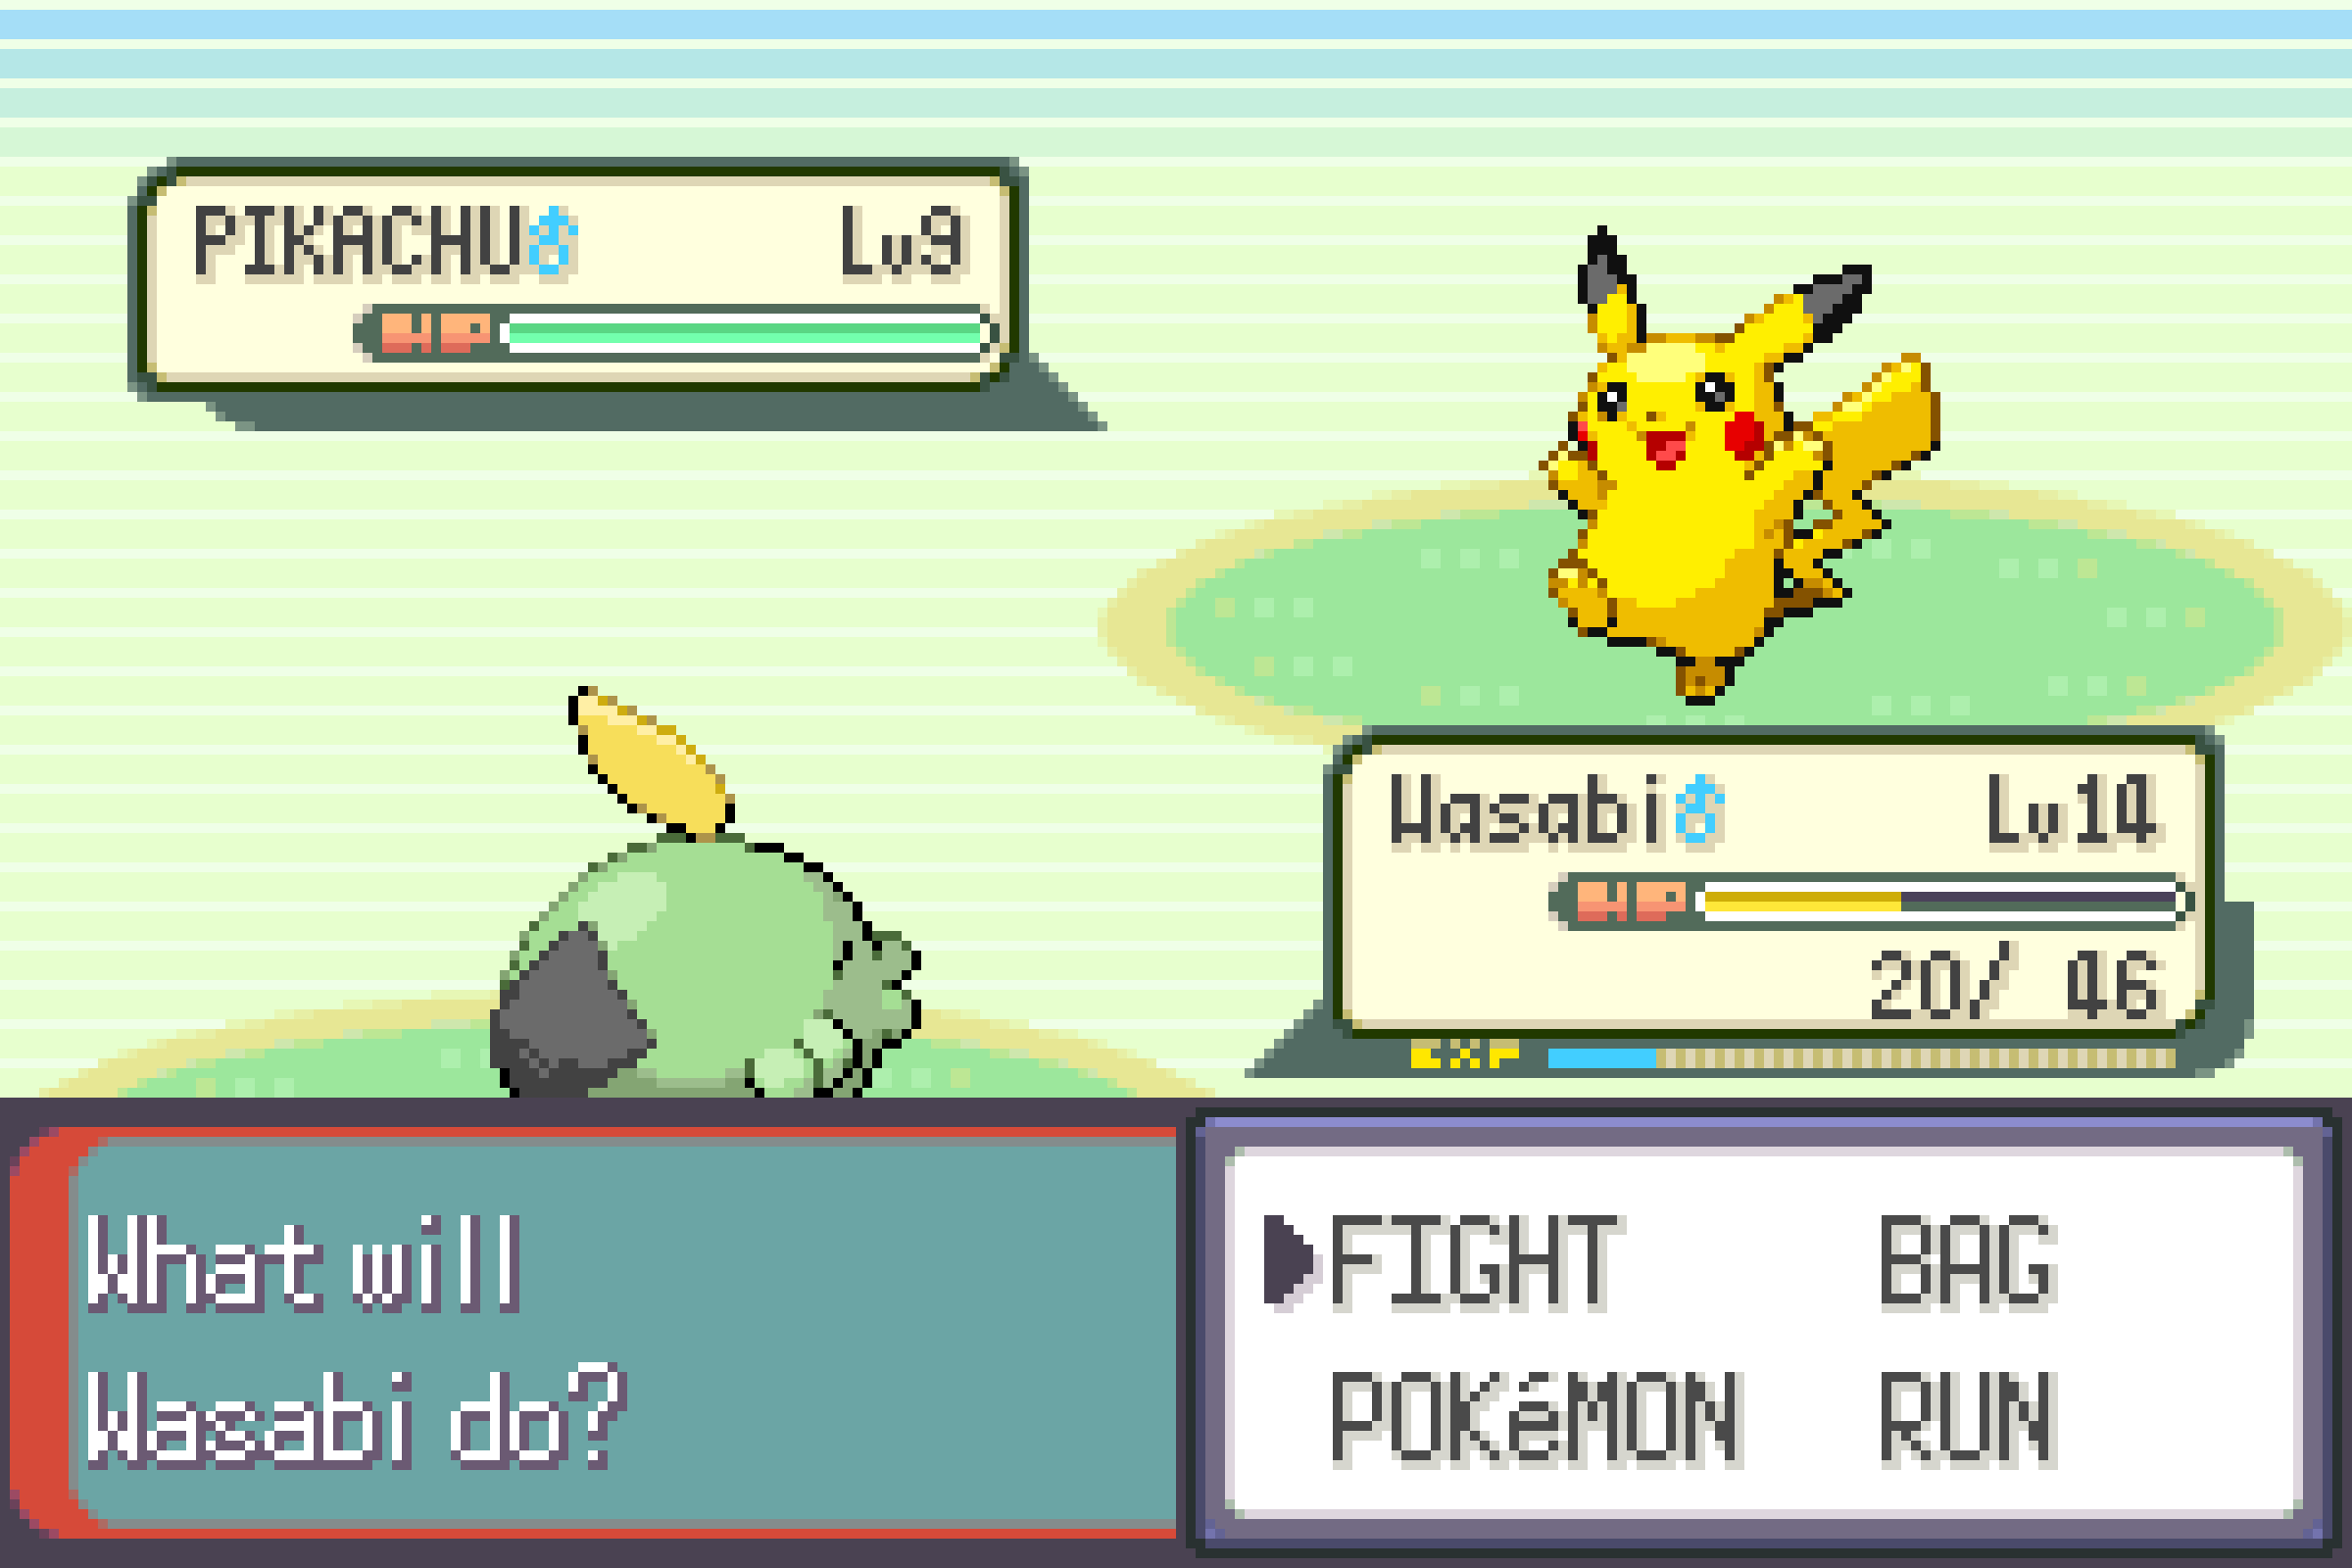 PIKACHU♂ Lv9
HP
Wasabi♂ Lv14
HP
20/ 46
EXP
What will
Wasabi do?
FIGHT BAG
POKéMON RUN